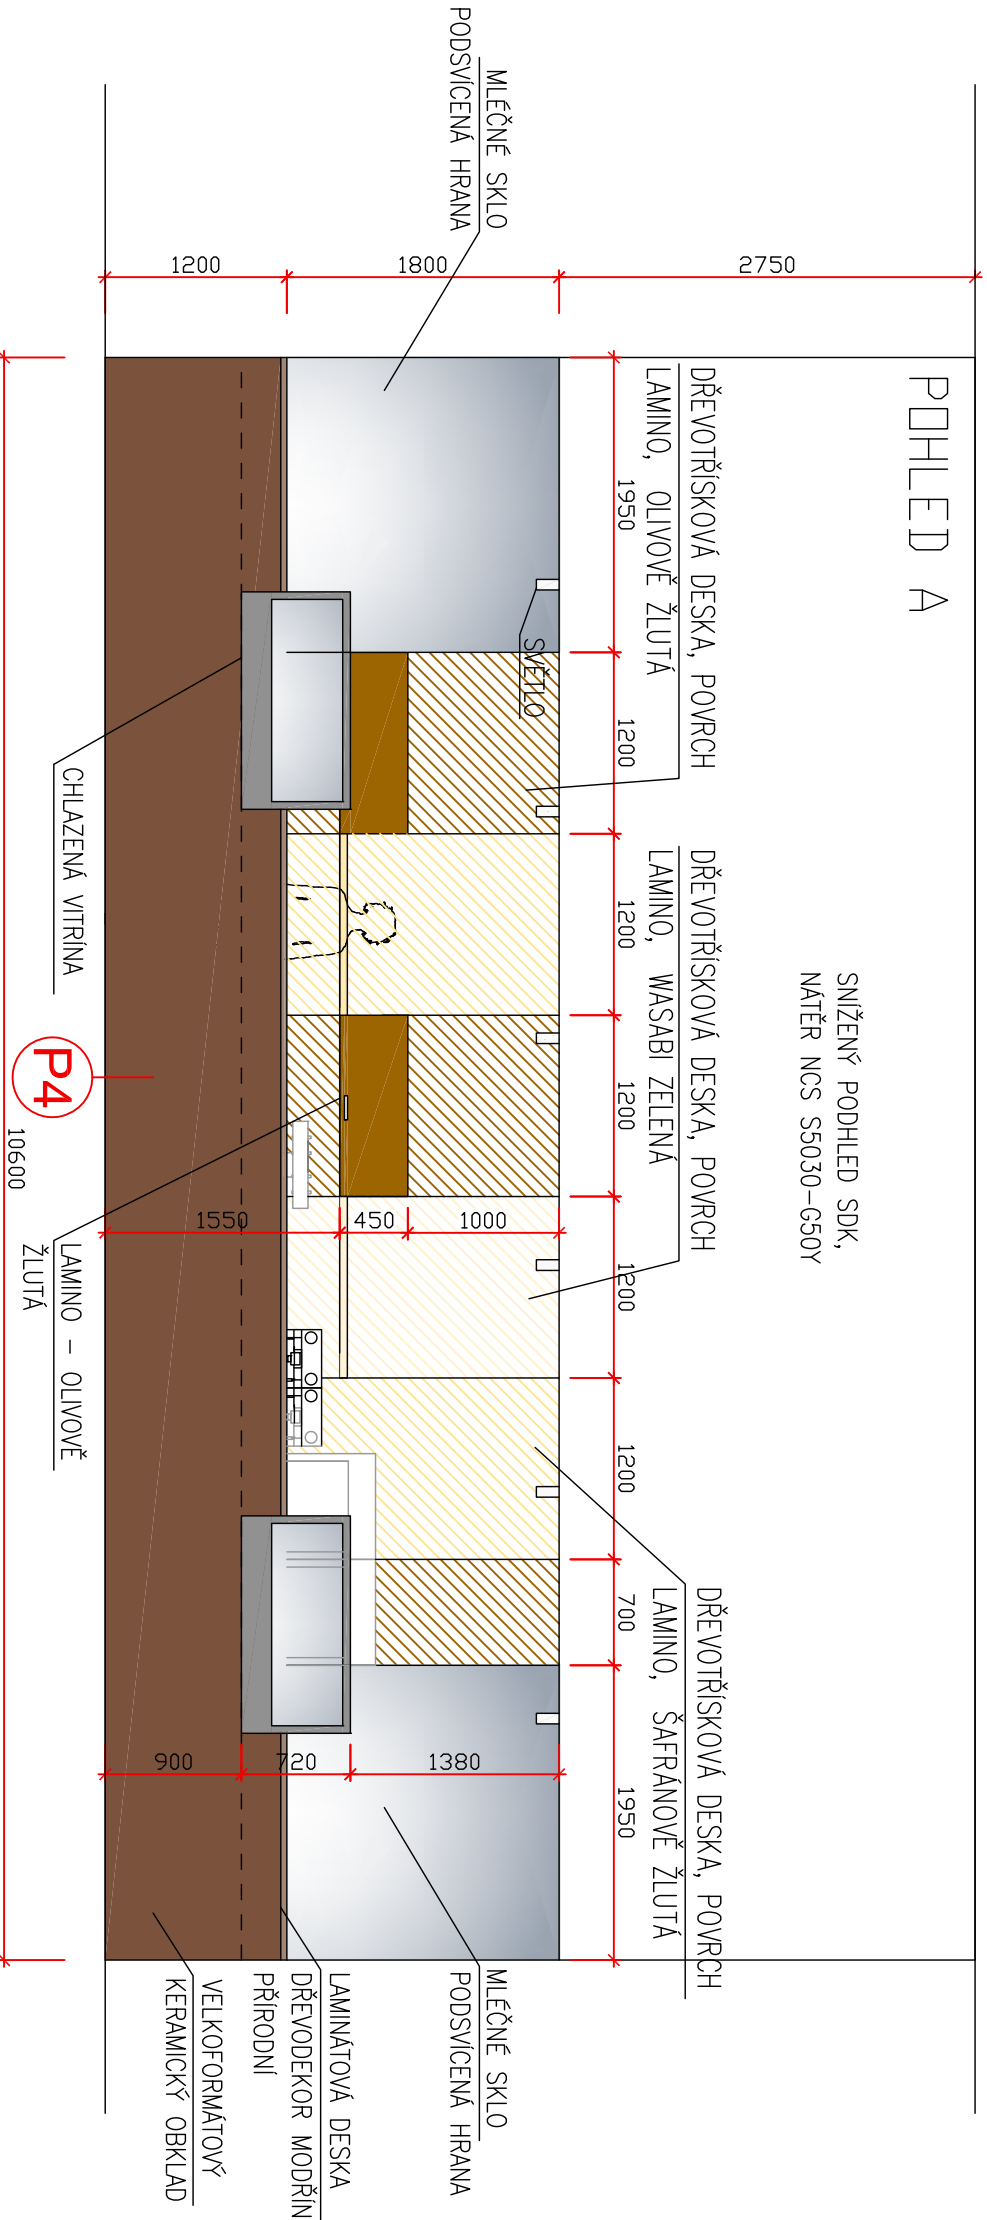 POHLED A
SNÍŽENÝ PODHLED SDK,
NÁTĚR NCS S5030-G50Y
2750
1800
1200
DŘEVOTŘÍSKOVÁ DESKA, POVRCH
LAMINO, OLIVOVĚ ŽLUTÁ
DŘEVOTŘÍSKOVÁ DESKA, POVRCH
LAMINO, WASABI ZELENÁ
DŘEVOTŘÍSKOVÁ DESKA, POVRCH
LAMINO, ŠAFRÁNOVĚ ŽLUTÁ
1950
1200
1200
1200
1200
1200
700
1950
SVĚTLO
MLÉČNÉ SKLO
PODSVÍCENÁ HRANA
MLÉČNÉ SKLO
PODSVÍCENÁ HRANA
1000
450
1550
1380
720
900
LAMINÁTOVÁ DESKA
DŘEVODEKOR MODŘÍN
PŘÍRODNÍ
VELKOFORMÁTOVÝ
KERAMICKÝ OBKLAD
CHLAZENÁ VITRÍNA
P4
LAMINO - OLIVOVĚ
ŽLUTÁ
10600